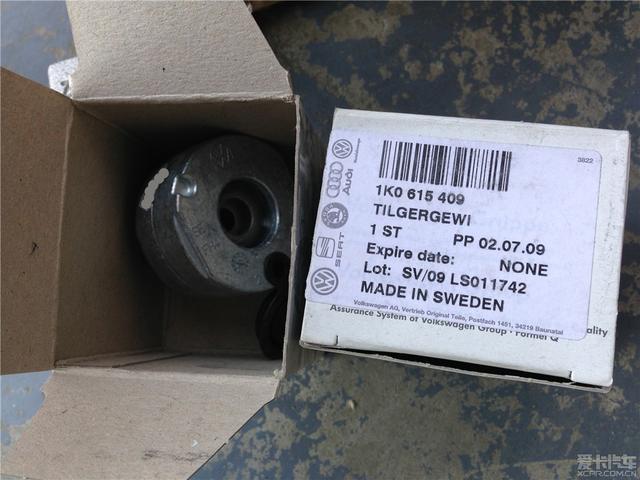 3822
Audi
SEAT
1K0 615 409
TILGERGEWI
1 ST PP 02.07.09
Expire date: NONE
Lot: SV/09 LS011742
MADE IN SWEDEN
Volkswagen AG, Vertrieb Original Teile, Postfach 1451, 34219 Baunatal
Assurance System of Volkswagen Group · Formel Q
ality
爱卡汽车
XCAR.COM.CN